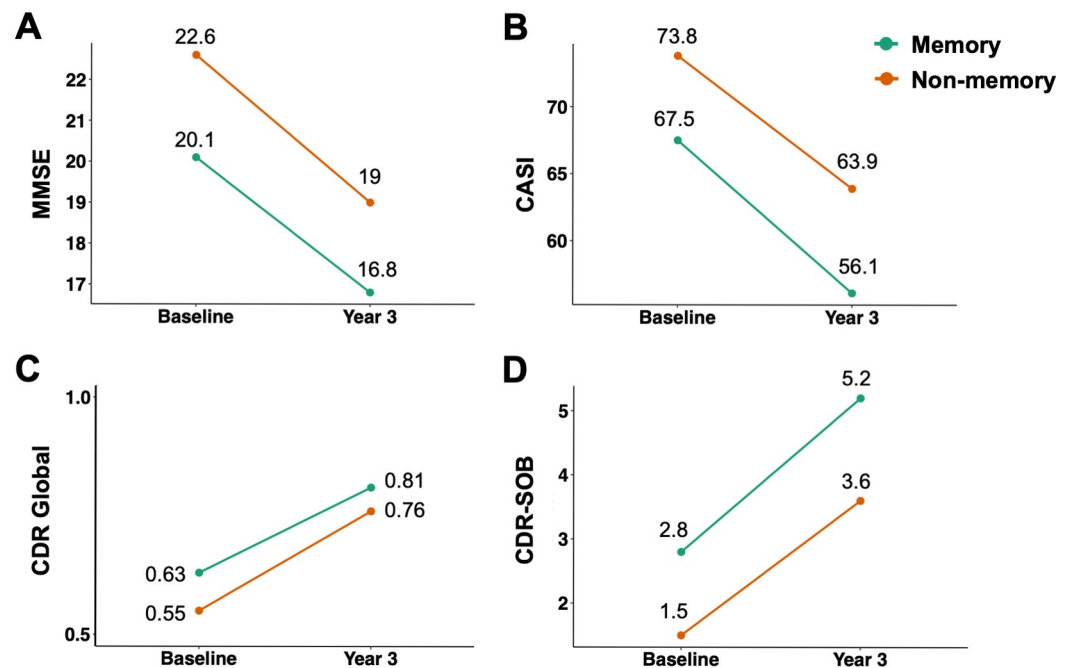 A
MMSE
22
21
20
19
18
17
22.6
20.1
19
16.8
Baseline Year 3
B
CASI
70
65
60
73.8
67.5
63.9
56.1
Baseline Year 3
Memory
Non-memory
C
CDR Global
1.0
0.5
0.81
0.76
0.63
0.55
Baseline Year 3
D
CDR-SOB
5
4
3
2
5.2
3.6
2.8
1.5
Baseline Year 3